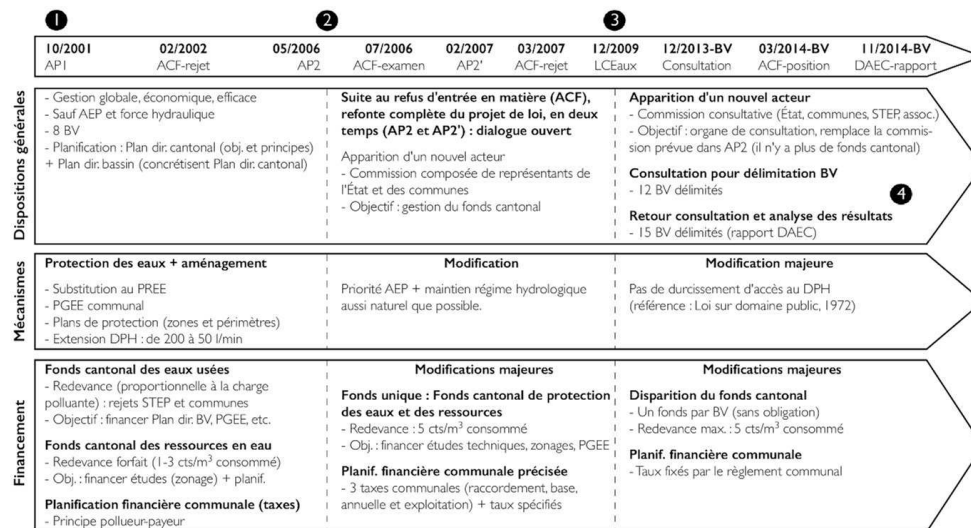 1 2 3
10/2001 02/2002 05/2006 07/2006 02/2007 03/2007 12/2009 12/2013-BV 03/2014-BV 11/2014-BV
AP1 ACF-rejet AP2 ACF-examen AP2' ACF-rejet LCEaux Consultation ACF-position DAEC-rapport
Dispositions générales
- Gestion globale, économique, efficace
- Sauf AEP et force hydraulique
- 8 BV
- Planification : Plan dir. cantonal (obj. et principes)
+ Plan dir. bassin (concrétisent Plan dir. cantonal)
Suite au refus d'entrée en matière (ACF),
refonte complète du projet de loi, en deux
temps (AP2 et AP2') : dialogue ouvert
Apparition d'un nouvel acteur
- Commission composée de représentants de
l'État et des communes
- Objectif : gestion du fonds cantonal
Apparition d'un nouvel acteur
- Commission consultative (État, communes, STEP, assoc.)
- Objectif : organe de consultation, remplace la commis-
sion prévue dans AP2 (il n'y a plus de fonds cantonal)
Consultation pour délimitation BV
- 12 BV délimités
4
Retour consultation et analyse des résultats
- 15 BV délimités (rapport DAEC)
Mécanismes
Protection des eaux + aménagement
- Substitution au PREE
- PGEE communal
- Plans de protection (zones et périmètres)
- Extension DPH : de 200 à 50 l/min
Modification
Priorité AEP + maintien régime hydrologique
aussi naturel que possible.
Modification majeure
Pas de durcissement d'accès au DPH
(référence : Loi sur domaine public, 1972)
Financement
Fonds cantonal des eaux usées
- Redevance (proportionnelle à la charge
polluante) : rejets STEP et communes
- Objectif : financer Plan dir. BV, PGEE, etc.
Fonds cantonal des ressources en eau
- Redevance forfait (1-3 cts/m³ consommé)
- Obj. : financer études (zonage) + planif.
Planification financière communale (taxes)
- Principe pollueur-payeur
Modifications majeures
Fonds unique : Fonds cantonal de protection
des eaux et des ressources
- Redevance : 5 cts/m³ consommé
- Obj. : financer études techniques, zonages, PGEE
Planif. financière communale précisée
- 3 taxes communales (raccordement, base,
annuelle et exploitation) + taux spécifiés
Modifications majeures
Disparition du fonds cantonal
- Un fonds par BV (sans obligation)
- Redevance max. : 5 cts/m³ consommé
Planif. financière communale
- Taux fixés par le règlement communal